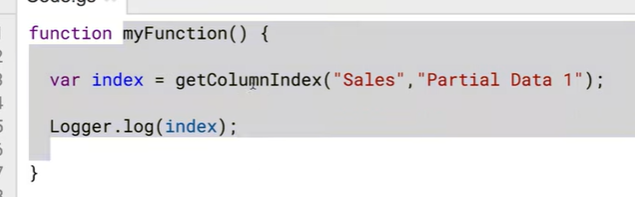 Code.gs
function myFunction() {
var index = getColumnIndex("Sales","Partial Data 1");
Logger.log(index);
}